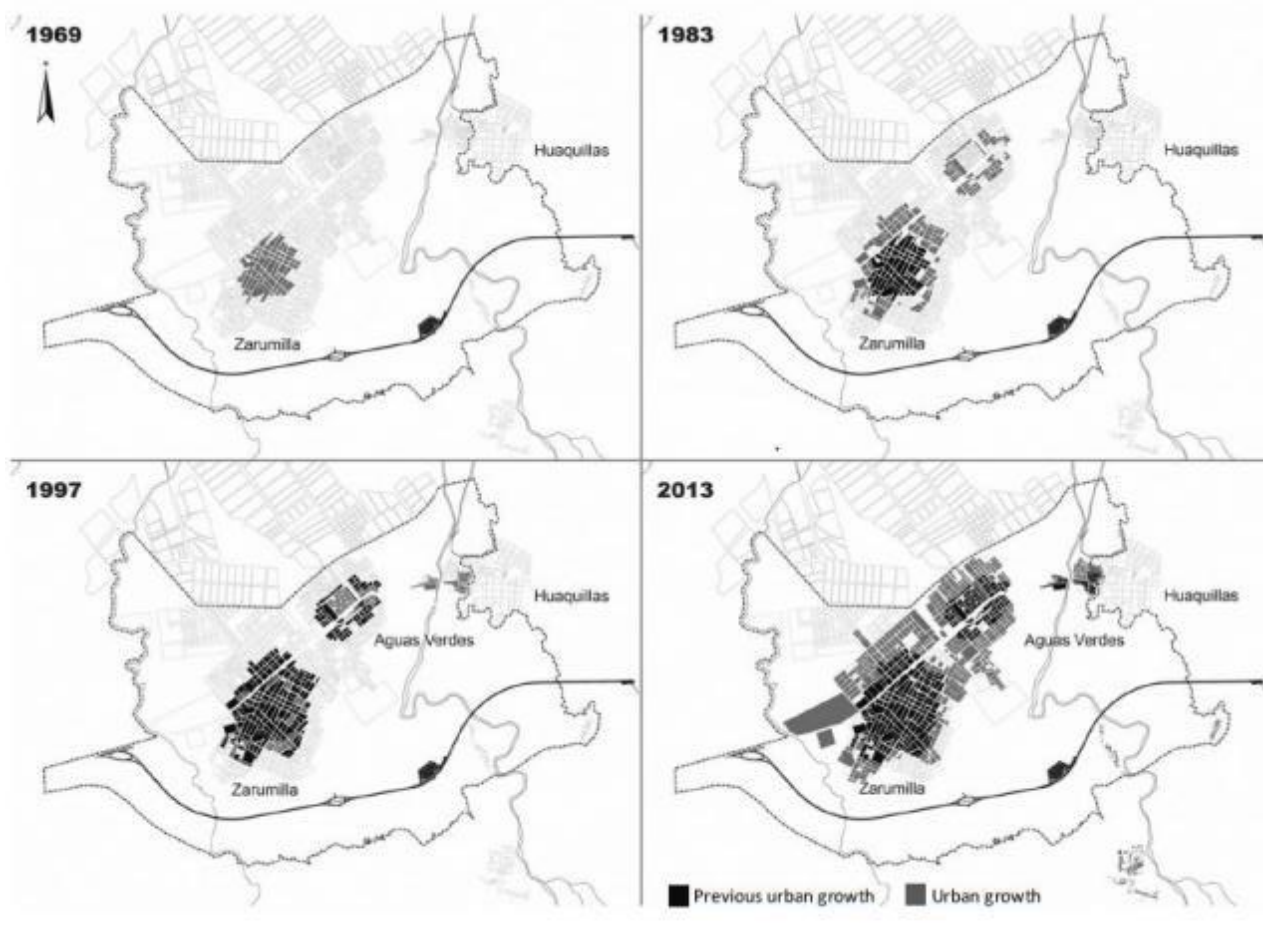 1969
Huaquillas
Zarumilla
1983
Huaquillas
Zarumilla
1997
Huaquillas
Aguas Verdes
Zarumilla
2013
Huaquillas
Aguas Verdes
Zarumilla
Previous urban growth
Urban growth